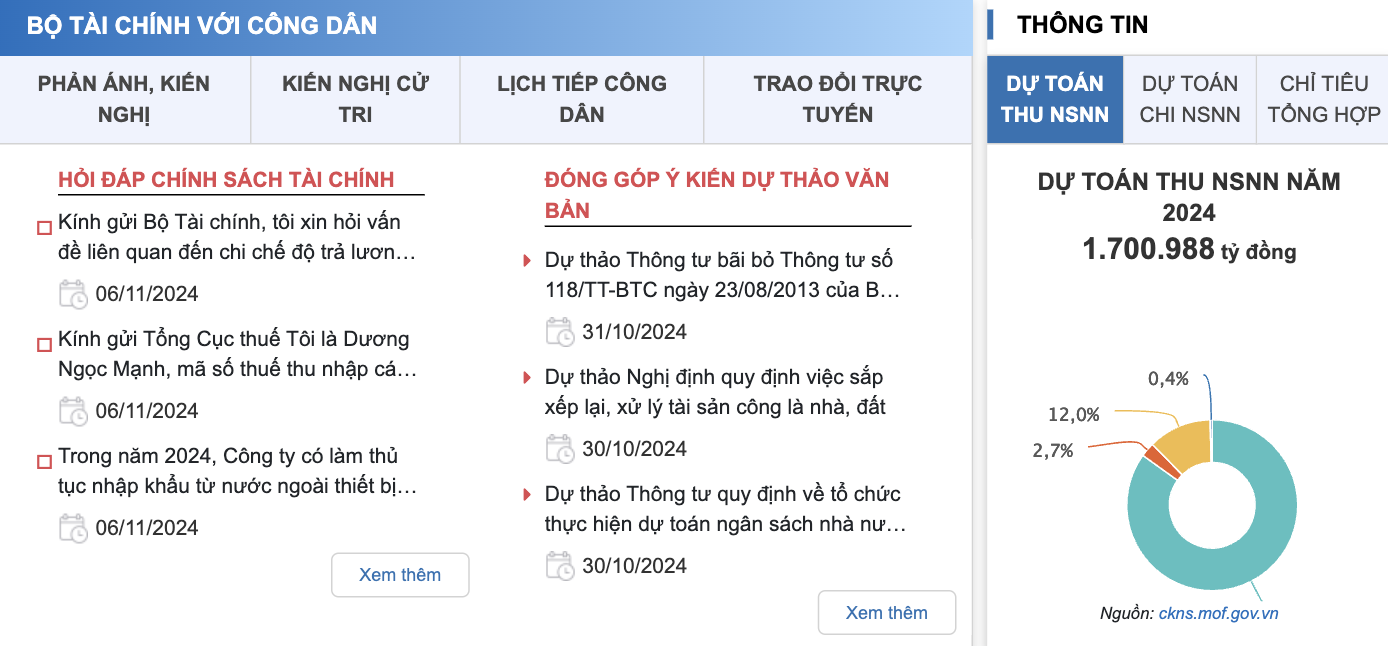 BỘ TÀI CHÍNH VỚI CÔNG DÂN
PHẢN ÁNH, KIẾN
NGHỊ
KIẾN NGHỊ CỬ
TRI
LỊCH TIẾP CÔNG
DÂN
TRAO ĐỔI TRỰC
TUYẾN
HỎI ĐÁP CHÍNH SÁCH TÀI CHÍNH
Kính gửi Bộ Tài chính, tôi xin hỏi vấn
đề liên quan đến chi chế độ trả lươn…
06/11/2024
Kính gửi Tổng Cục thuế Tôi là Dương
Ngọc Mạnh, mã số thuế thu nhập cá…
06/11/2024
Trong năm 2024, Công ty có làm thủ
tục nhập khẩu từ nước ngoài thiết bị…
06/11/2024
Xem thêm
ĐÓNG GÓP Ý KIẾN DỰ THẢO VĂN
BẢN
Dự thảo Thông tư bãi bỏ Thông tư số
118/TT-BTC ngày 23/08/2013 của B…
31/10/2024
Dự thảo Nghị định quy định việc sắp
xếp lại, xử lý tài sản công là nhà, đất
30/10/2024
Dự thảo Thông tư quy định về tổ chức
thực hiện dự toán ngân sách nhà nư…
30/10/2024
Xem thêm
THÔNG TIN
DỰ TOÁN
THU NSNN
DỰ TOÁN
CHI NSNN
CHỈ TIÊU
TỔNG HỢP
DỰ TOÁN THU NSNN NĂM
2024
1.700.988 tỷ đồng
0,4%
12,0%
2,7%
Nguồn: ckns.mof.gov.vn